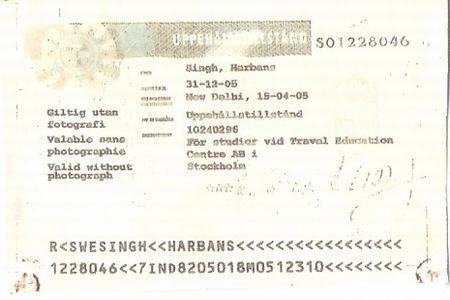 UPPEHÅLLSTILLSTÅND
SO1228046
Singh, Harbans
31-12-05
New Delhi, 15-04-05
Giltig utan
fotografi
Valable sans
photographie
Valid without
photograph
Uppehållstillstånd
10240296
För studier vid Travel Education
Centre AB i
Stockholm
R<SWESINGH<<HARBANS<<<<<<<<<<<<<<<<<
1228046<<7IND8205018M0512310<<<<<<<<